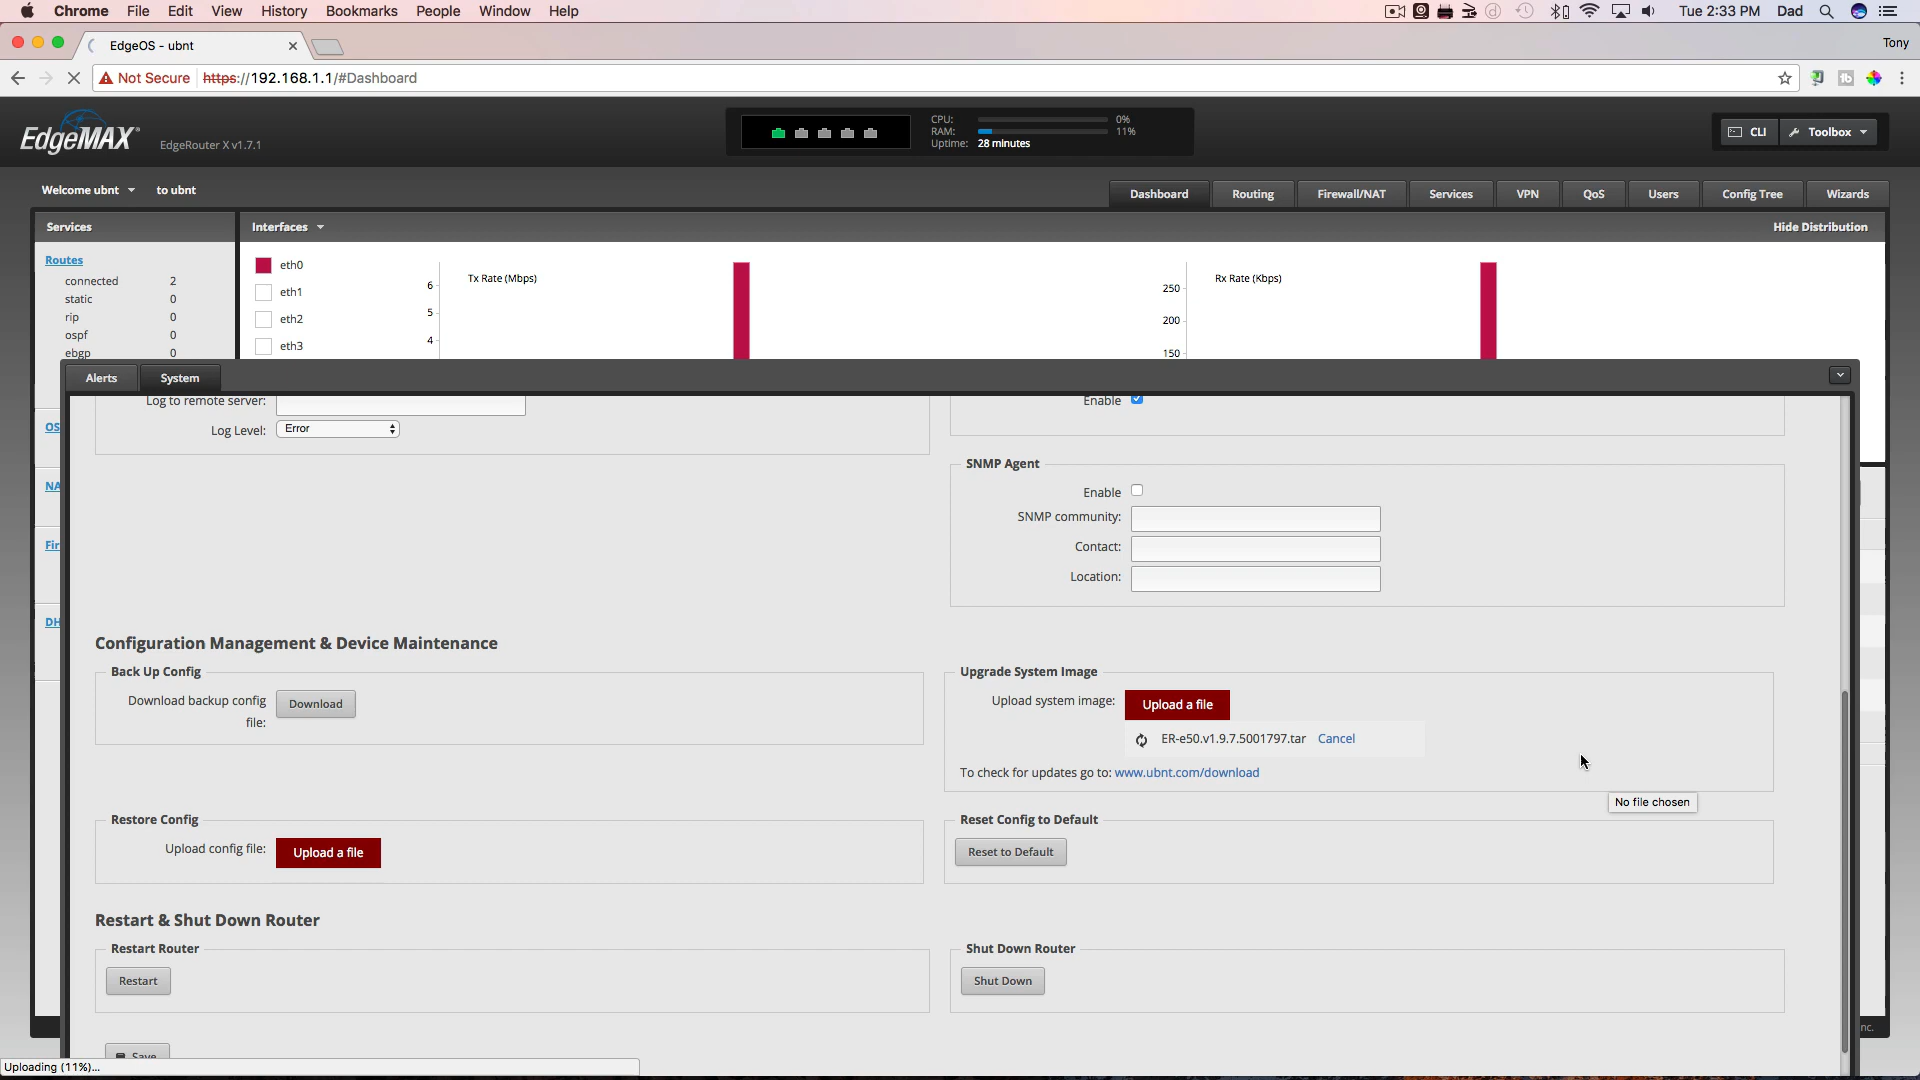 Chrome File Edit View History Bookmarks People Window Help Tue 2:33 PM Dad
EdgeOS - ubnt Tony
Not Secure https://192.168.1.1/#Dashboard
EdgeMAX EdgeRouter X v1.7.1
CPU: 0%
RAM: 11%
Uptime: 28 minutes
CLI Toolbox
Welcome ubnt to ubnt
Dashboard Routing Firewall/NAT Services VPN QoS Users Config Tree Wizards
Services Interfaces Hide Distribution
Routes
connected 2
static 0
rip 0
ospf 0
ebgp 0
OS
NA
Fir
DH
eth0
eth1
eth2
eth3
Tx Rate (Mbps)
6
5
4
Rx Rate (Kbps)
250
200
150
Alerts System
Log to remote server:
Log Level: Error
Enable
SNMP Agent
Enable
SNMP community:
Contact:
Location:
Configuration Management & Device Maintenance
Back Up Config
Download backup config
file:
Download
Upgrade System Image
Upload system image: Upload a file
ER-e50.v1.9.7.5001797.tar Cancel
To check for updates go to: www.ubnt.com/download
No file chosen
Restore Config
Upload config file: Upload a file
Reset Config to Default
Reset to Default
Restart & Shut Down Router
Restart Router
Restart
Shut Down Router
Shut Down
Save
nc.
Uploading (11%)...